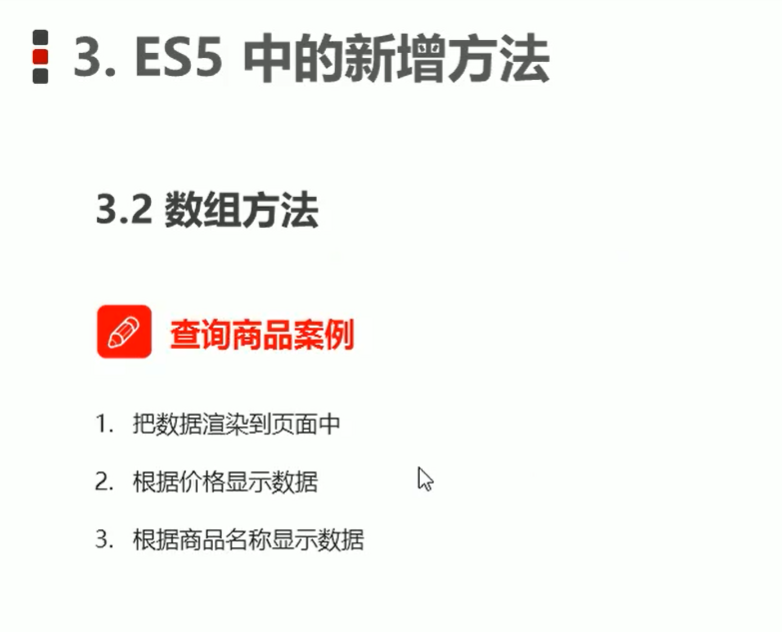 3. ES5 中的新增方法
3.2 数组方法
查询商品案例
1. 把数据渲染到页面中
2. 根据价格显示数据
3. 根据商品名称显示数据